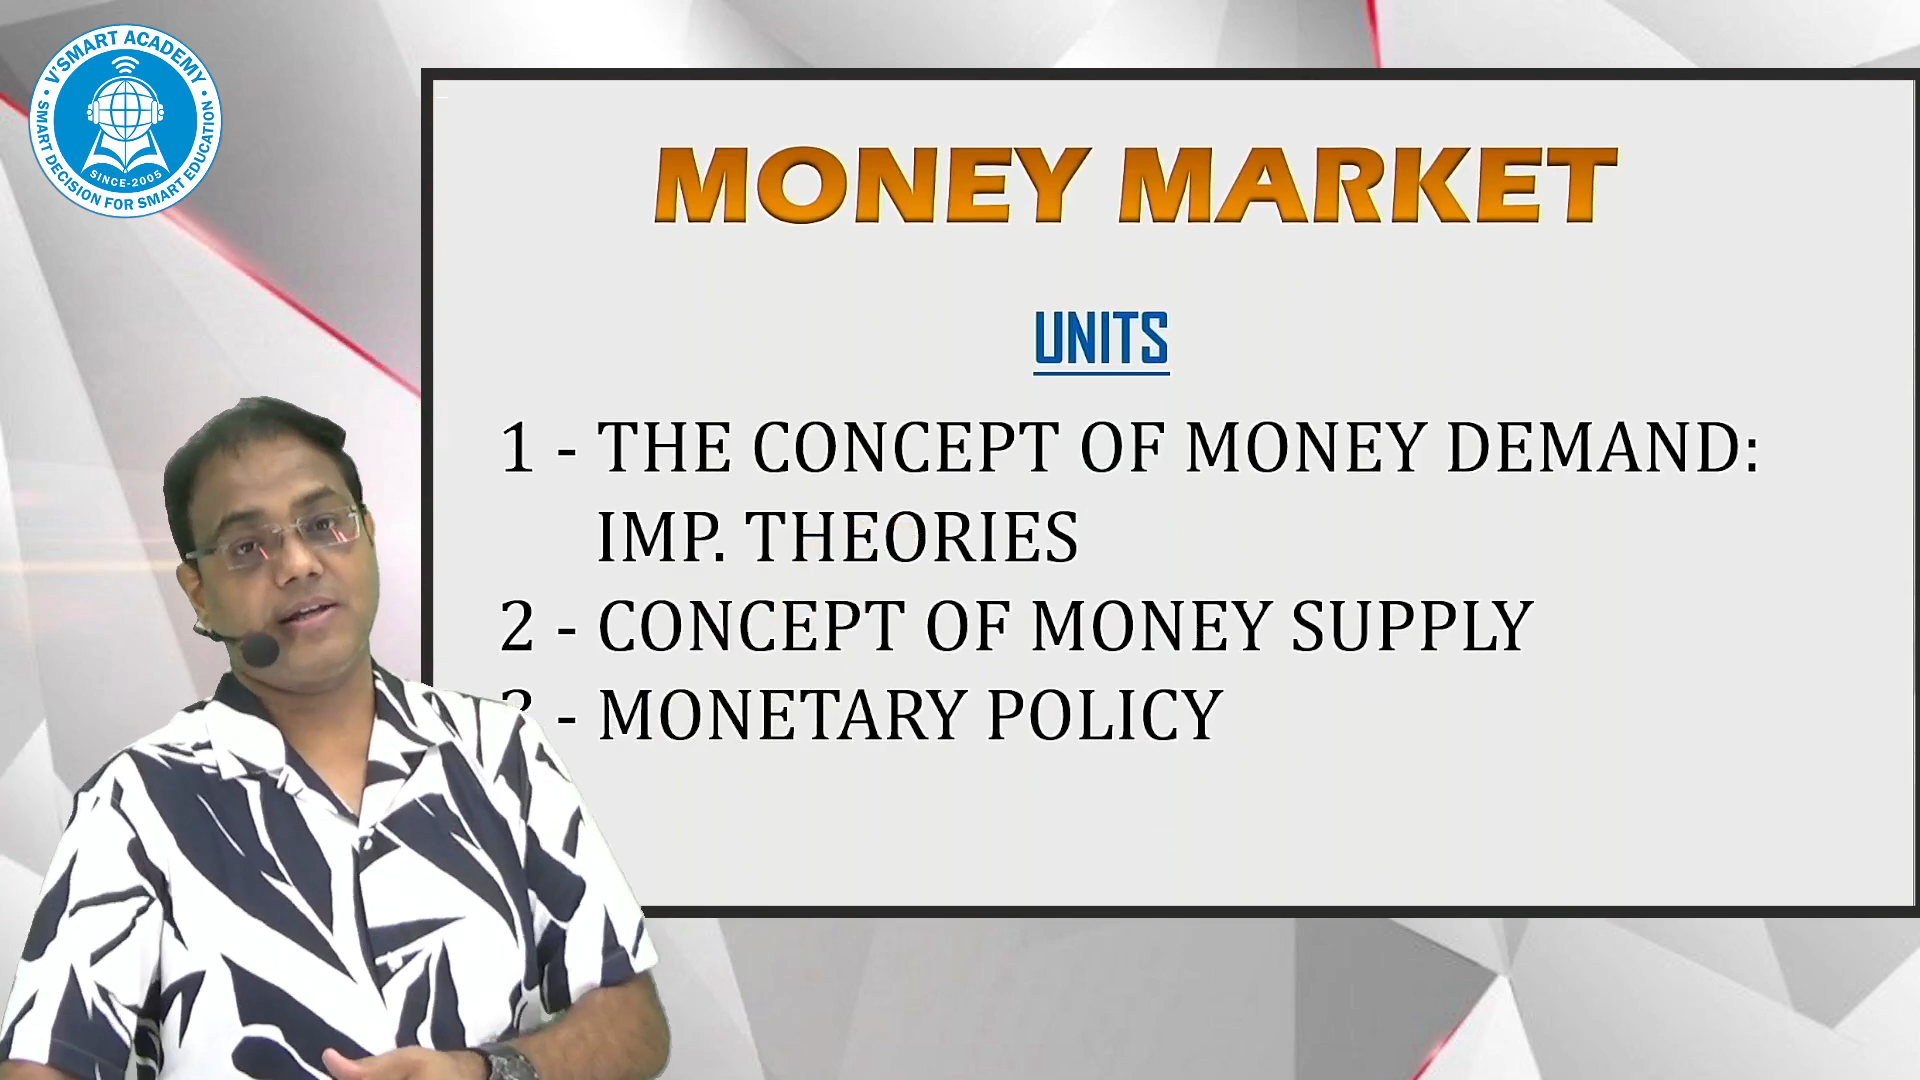 V'SMART ACADEMY
SMART DECISION FOR SMART EDUCATION
SINCE-2005
MONEY MARKET
UNITS
1 - THE CONCEPT OF MONEY DEMAND:
IMP. THEORIES
2 - CONCEPT OF MONEY SUPPLY
3 - MONETARY POLICY